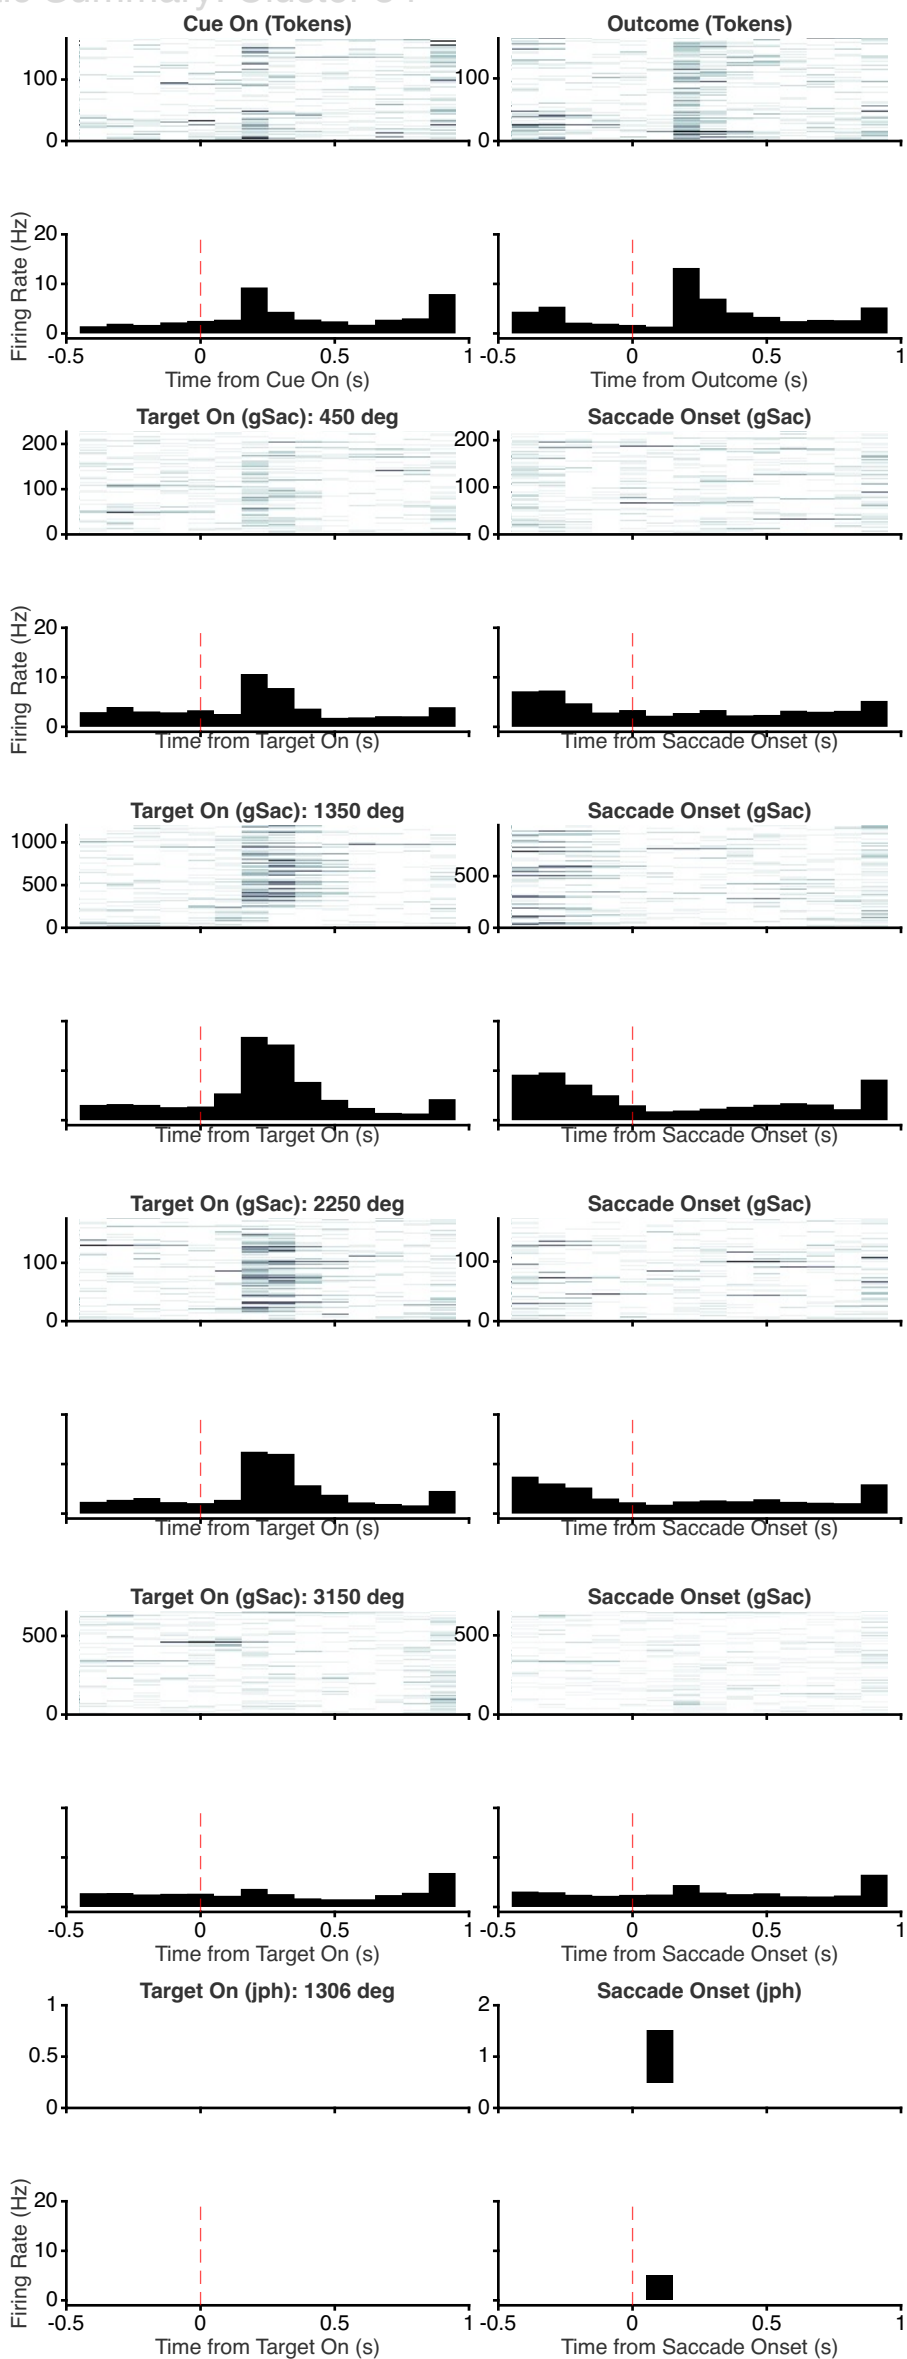 Summary: Cluster
Cue On (Tokens) Outcome (Tokens)
100 100
0 0
Firing Rate (Hz)
20
10
0
-0.5 0 0.5 1 -0.5 0 0.5 1
Time from Cue On (s) Time from Outcome (s)
Target On (gSac): 450 deg Saccade Onset (gSac)
200 200
100 100
0 0
Firing Rate (Hz)
20
10
0
Time from Target On (s) Time from Saccade Onset (s)
Target On (gSac): 1350 deg Saccade Onset (gSac)
1000
500 500
0 0
Time from Target On (s) Time from Saccade Onset (s)
Target On (gSac): 2250 deg Saccade Onset (gSac)
100 100
0 0
Time from Target On (s) Time from Saccade Onset (s)
Target On (gSac): 3150 deg Saccade Onset (gSac)
500 500
0 0
-0.5 0 0.5 1 -0.5 0 0.5 1
Time from Target On (s) Time from Saccade Onset (s)
Target On (jph): 1306 deg Saccade Onset (jph)
1 2
0.5 1
0 0
Firing Rate (Hz)
20
10
0
-0.5 0 0.5 1 -0.5 0 0.5 1
Time from Target On (s) Time from Saccade Onset (s)